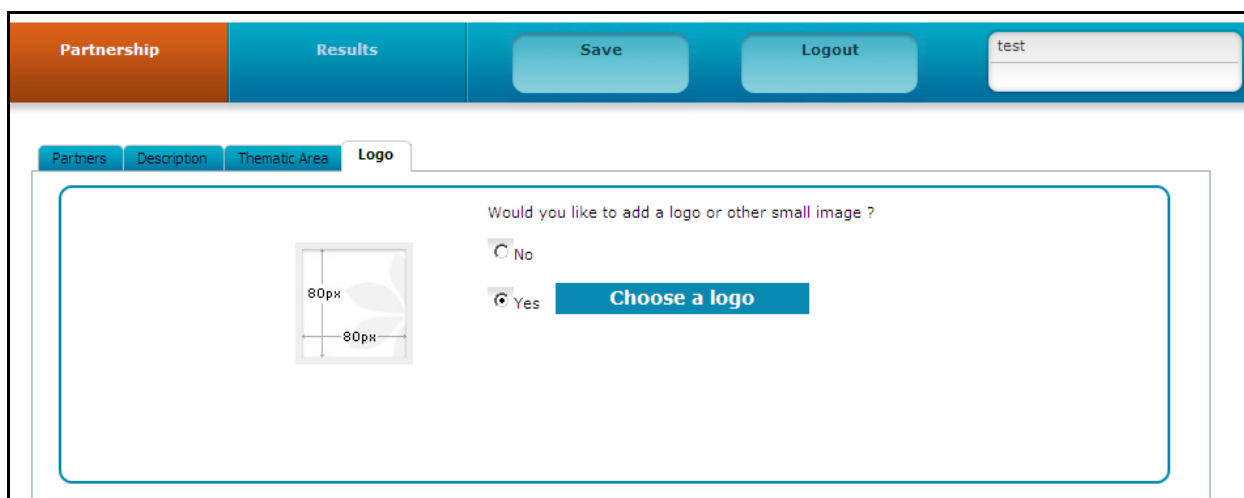 Partnership Results Save Logout test
Partners Description Thematic Area Logo
Would you like to add a logo or other small image ?
No
80px
Yes Choose a logo
80px